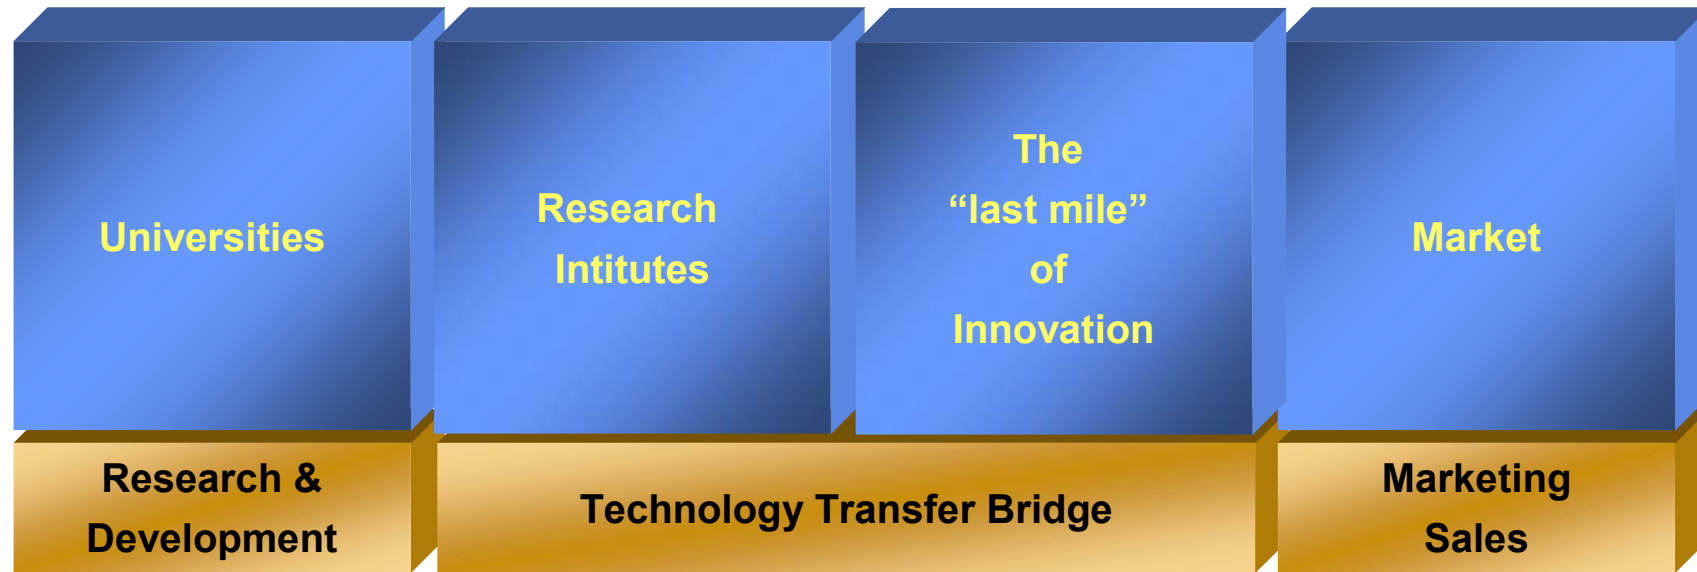 Universities
Research
Intitutes
The
“last mile”
of
Innovation
Market
Research &
Development
Technology Transfer Bridge
Marketing
Sales